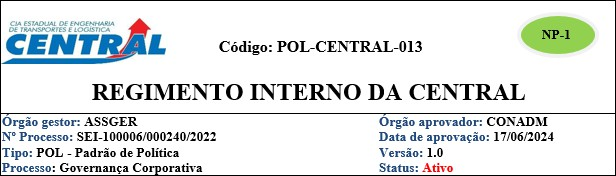 CIA ESTADUAL DE ENGENHARIA
DE TRANSPORTES E LOGÍSTICA
CENTRAL
Código: POL-CENTRAL-013
NP-1
REGIMENTO INTERNO DA CENTRAL
Órgão gestor: ASSGER
Órgão aprovador: CONADM
Nº Processo: SEI-100006/000240/2022
Data de aprovação: 17/06/2024
Tipo: POL - Padrão de Política
Versão: 1.0
Processo: Governança Corporativa
Status: Ativo